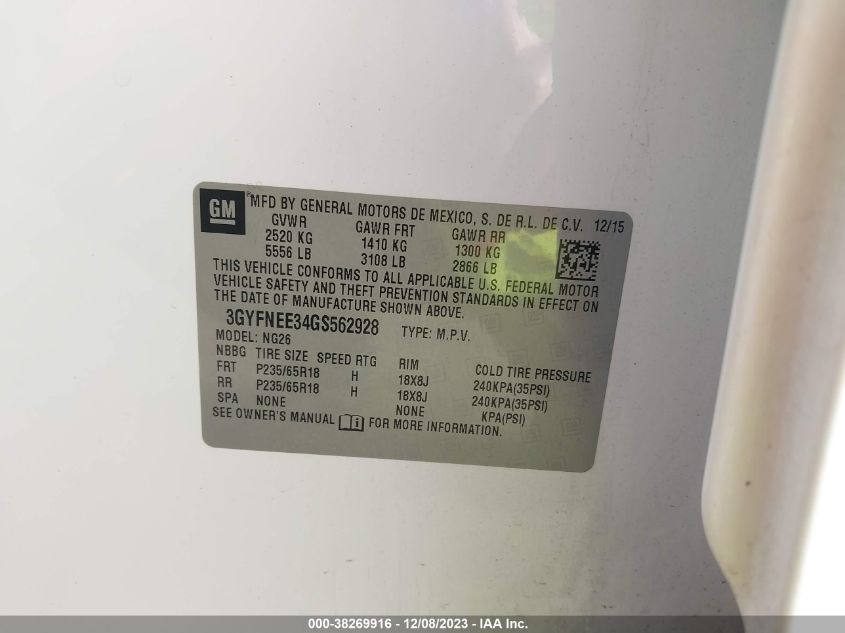 GM
MFD BY GENERAL MOTORS DE MEXICO, S. DE R.L. DE C.V. 12/15
GVWR GAWR FRT GAWR RR
2520 KG 1410 KG 1300 KG
5556 LB 3108 LB 2866 LB
THIS VEHICLE CONFORMS TO ALL APPLICABLE U.S. FEDERAL MOTOR
VEHICLE SAFETY AND THEFT PREVENTION STANDARDS IN EFFECT ON
THE DATE OF MANUFACTURE SHOWN ABOVE.
3GYFNEE34GS562928 TYPE: M.P.V.
MODEL: NG26
NBBG TIRE SIZE SPEED RTG RIM COLD TIRE PRESSURE
FRT P235/65R18 H 18X8J 240KPA(35PSI)
RR P235/65R18 H 18X8J 240KPA(35PSI)
SPA NONE NONE KPA(PSI)
SEE OWNER'S MANUAL FOR MORE INFORMATION.
000-38269916 - 12/08/2023 - IAA Inc.